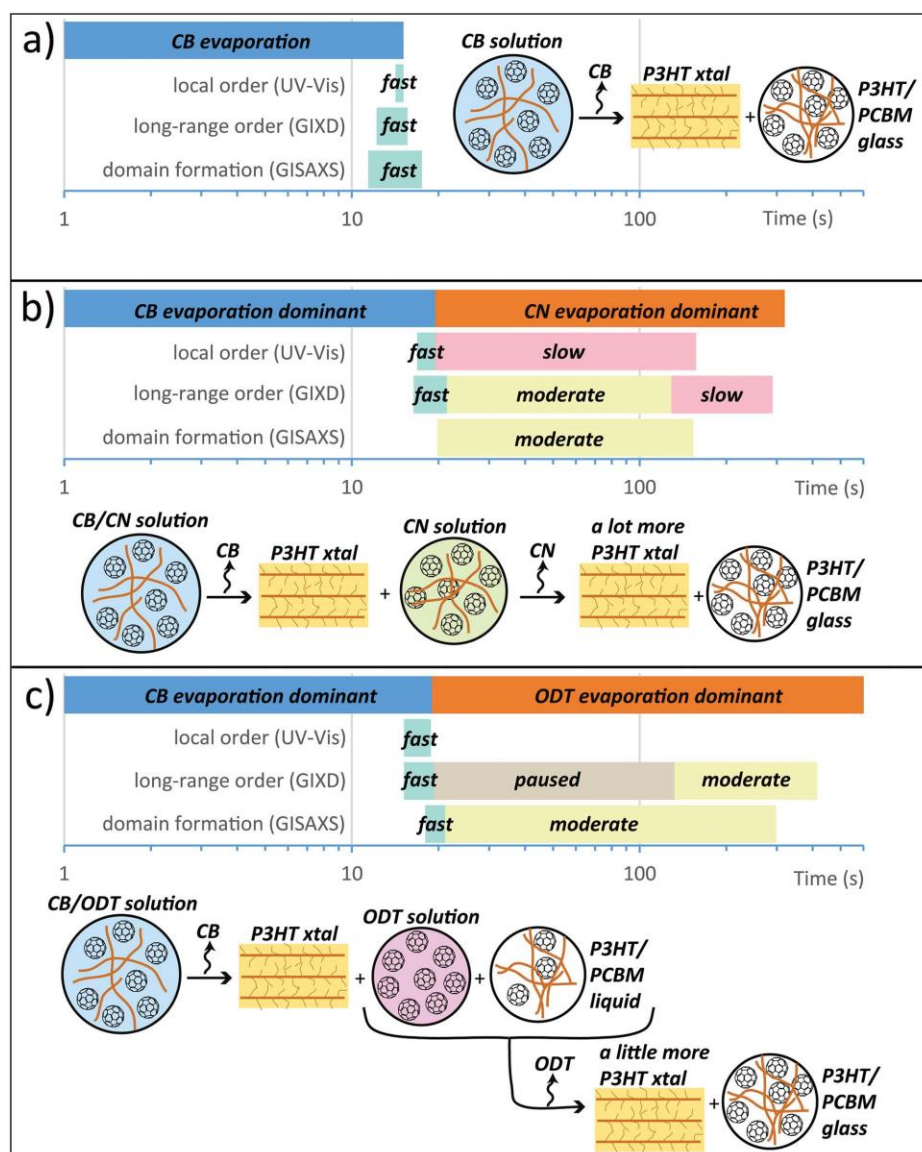 a)
CB evaporation
local order (UV-Vis)
fast
long-range order (GIXD)
fast
domain formation (GISAXS)
fast
1
10
100
Time (s)
CB solution
CB
P3HT xtal
+
P3HT/
PCBM
glass
b)
CB evaporation dominant
CN evaporation dominant
local order (UV-Vis)
fast
slow
long-range order (GIXD)
fast
moderate
slow
domain formation (GISAXS)
moderate
1
10
100
Time (s)
CB/CN solution
CB
P3HT xtal
+
CN solution
CN
a lot more
P3HT xtal
+
P3HT/
PCBM
glass
c)
CB evaporation dominant
ODT evaporation dominant
local order (UV-Vis)
fast
long-range order (GIXD)
fast
paused
moderate
domain formation (GISAXS)
fast
moderate
1
10
100
Time (s)
CB/ODT solution
CB
P3HT xtal
+
ODT solution
+
P3HT/
PCBM
liquid
ODT
a little more
P3HT xtal
+
P3HT/
PCBM
glass